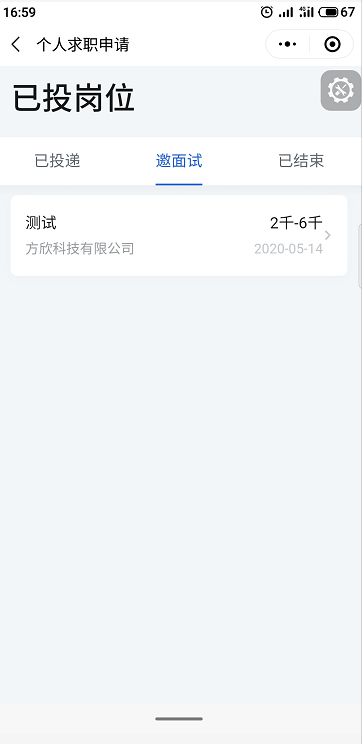 16:59
67
个人求职申请
已投岗位
已投递
邀面试
已结束
测试
2千-6千
方欣科技有限公司
2020-05-14